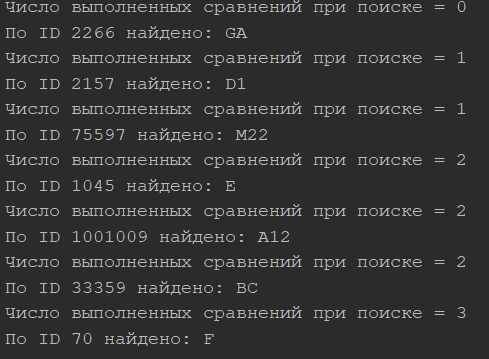 Число выполненных сравнений при поиске = 0
По ID 2266 найдено: GA
Число выполненных сравнений при поиске = 1
По ID 2157 найдено: D1
Число выполненных сравнений при поиске = 1
По ID 75597 найдено: M22
Число выполненных сравнений при поиске = 2
По ID 1045 найдено: E
Число выполненных сравнений при поиске = 2
По ID 1001009 найдено: A12
Число выполненных сравнений при поиске = 2
По ID 33359 найдено: BC
Число выполненных сравнений при поиске = 3
По ID 70 найдено: F